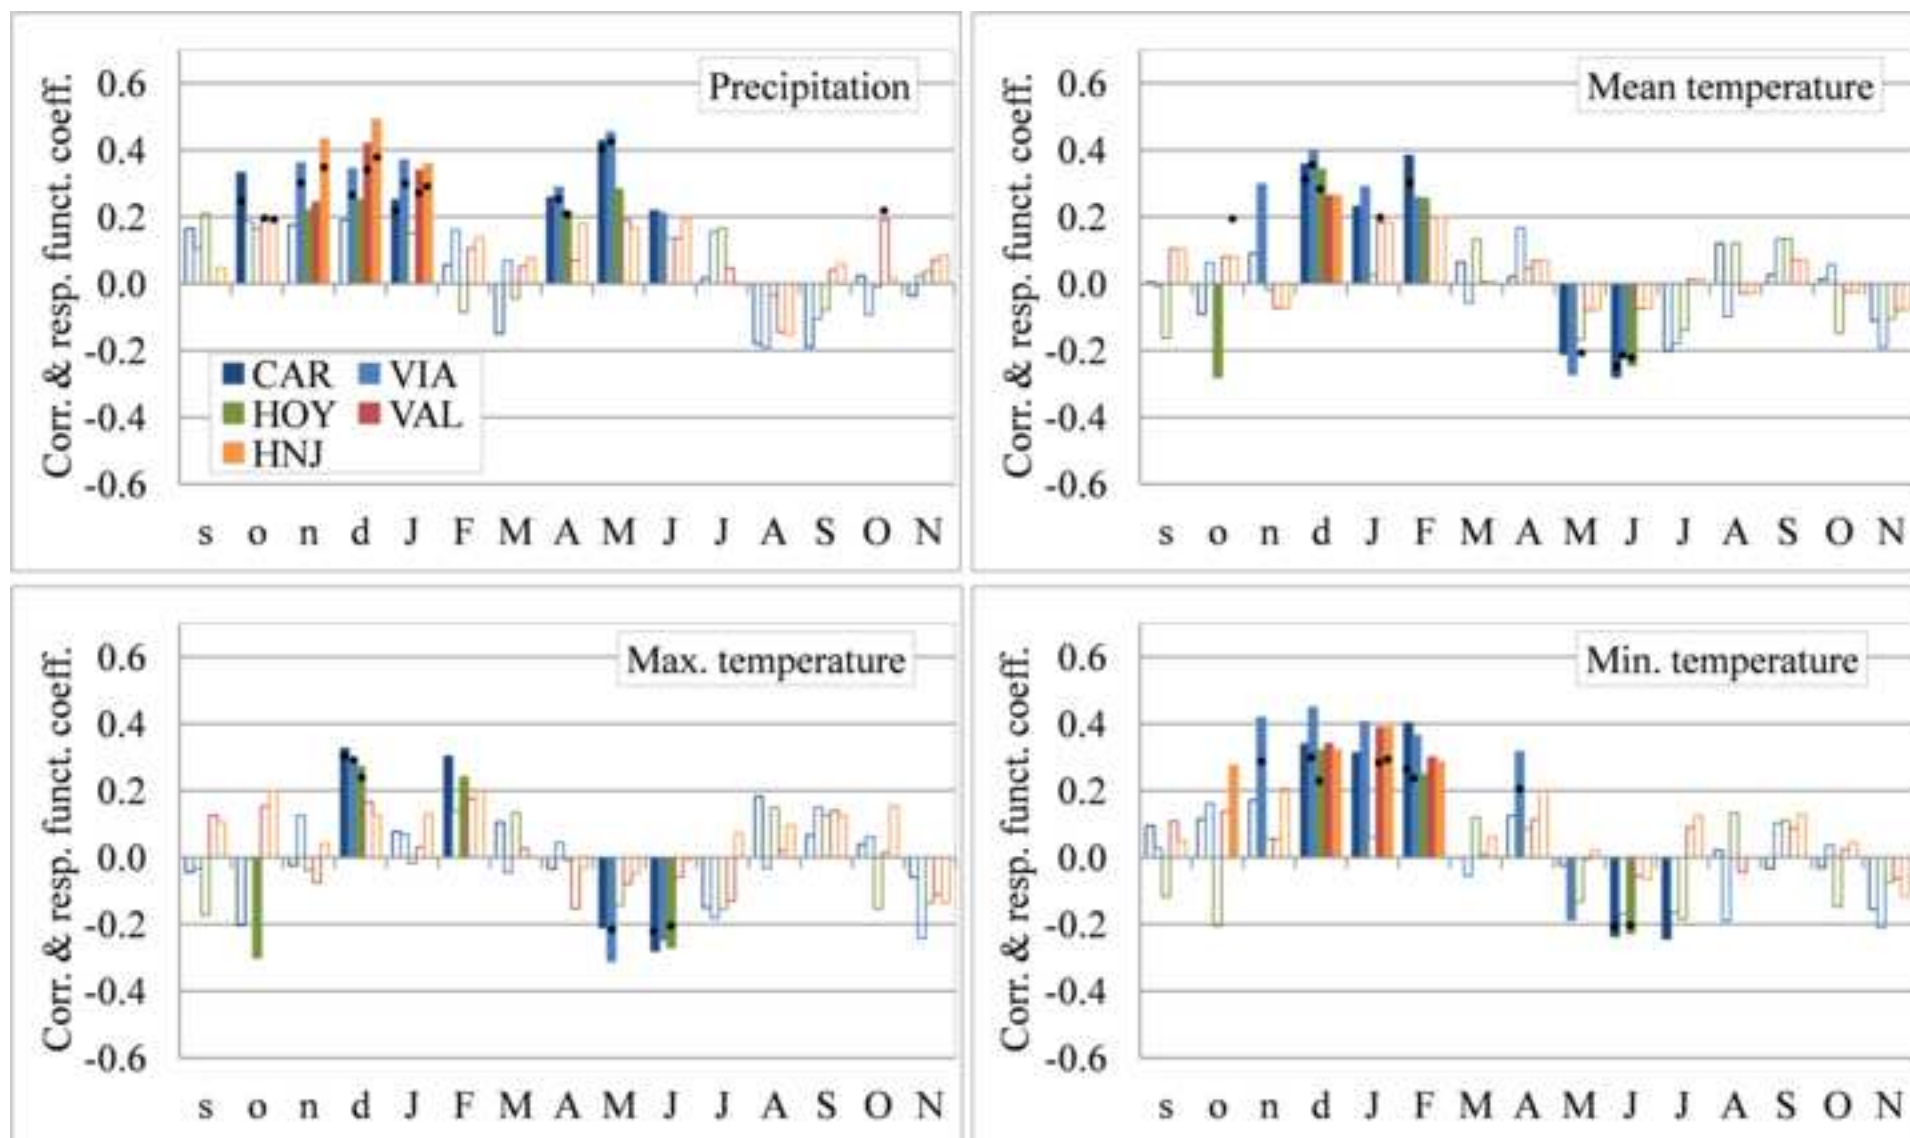 Corr. & resp. funct. coeff.
Precipitation
0.6
0.4
0.2
0.0
-0.2
-0.4
-0.6
CAR VIA
HOY VAL
HNJ
s o n d J F M A M J J A S O N
Corr. & resp. funct. coeff.
Mean temperature
0.6
0.4
0.2
0.0
-0.2
-0.4
-0.6
s o n d J F M A M J J A S O N
Corr. & resp. funct. coeff.
Max. temperature
0.6
0.4
0.2
0.0
-0.2
-0.4
-0.6
s o n d J F M A M J J A S O N
Corr. & resp. funct. coeff.
Min. temperature
0.6
0.4
0.2
0.0
-0.2
-0.4
-0.6
s o n d J F M A M J J A S O N